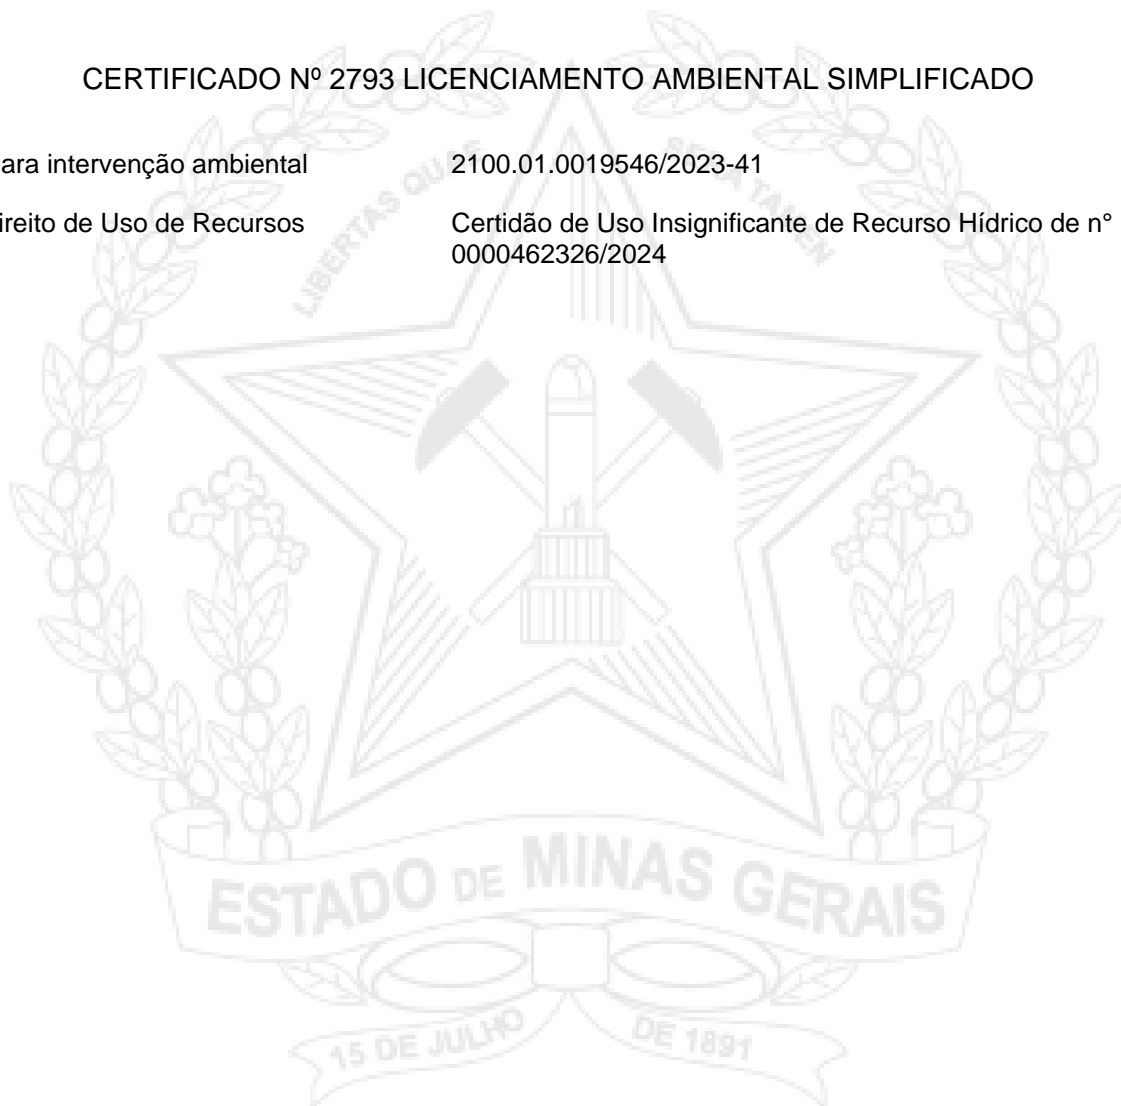 CERTIFICADO Nº 2793 LICENCIAMENTO AMBIENTAL SIMPLIFICADO
ara intervenção ambiental 2100.01.0019546/2023-41
ireito de Uso de Recursos Certidão de Uso Insignificante de Recurso Hídrico de n°
0000462326/2024
LIBERTAS QUAE SERA TAMEN
ESTADO DE MINAS GERAIS
15 DE JULHO DE 1891